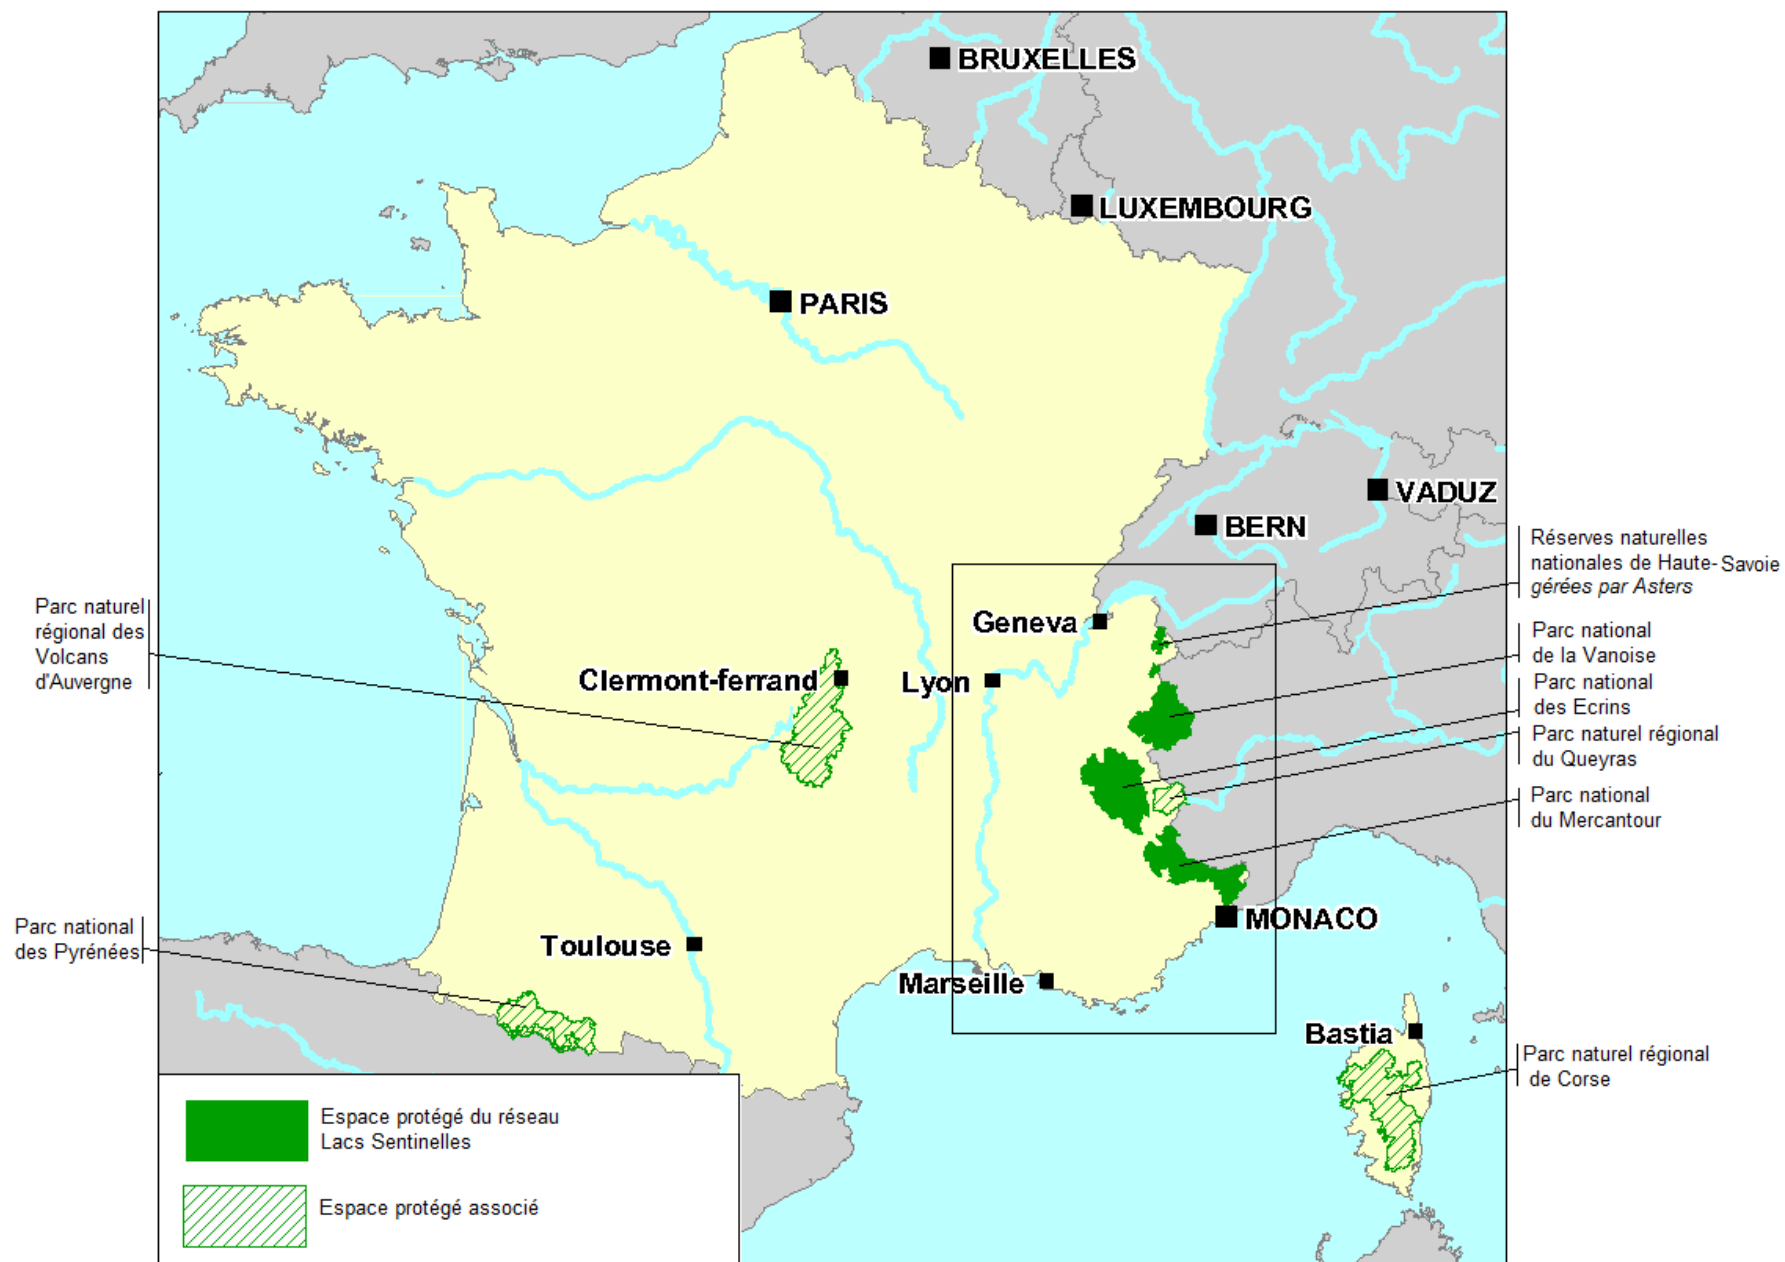 BRUXELLES
LUXEMBOURG
PARIS
VADUZ
BERN
Réserves naturelles
nationales de Haute-Savoie
gérées par Asters
Parc naturel
régional des
Volcans
d'Auvergne
Geneva
Parc national
de la Vanoise
Clermont-ferrand
Lyon
Parc national
des Ecrins
Parc naturel régional
du Queyras
Parc national
du Mercantour
Parc national
des Pyrénées
Toulouse
MONACO
Marseille
Bastia
Parc naturel régional
de Corse
Espace protégé du réseau
Lacs Sentinelles
Espace protégé associé